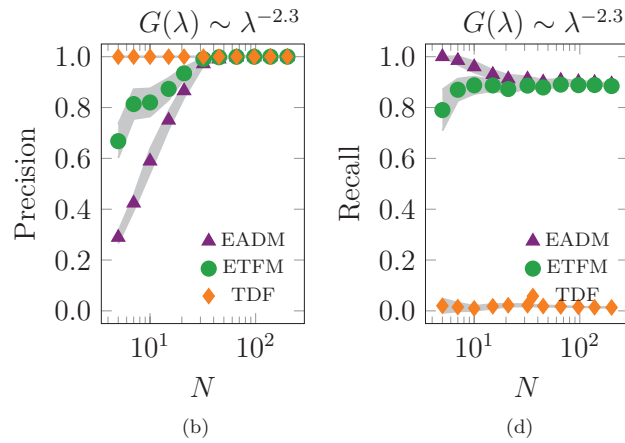 G(λ) ∼ λ^−2.3
1.0
0.8
0.6
0.4
0.2
0.0
Precision
EADM
ETFM
TDF
10^1
10^2
N
(b)
G(λ) ∼ λ^−2.3
1.0
0.8
0.6
0.4
0.2
0.0
Recall
EADM
ETFM
TDF
10^1
10^2
N
(d)